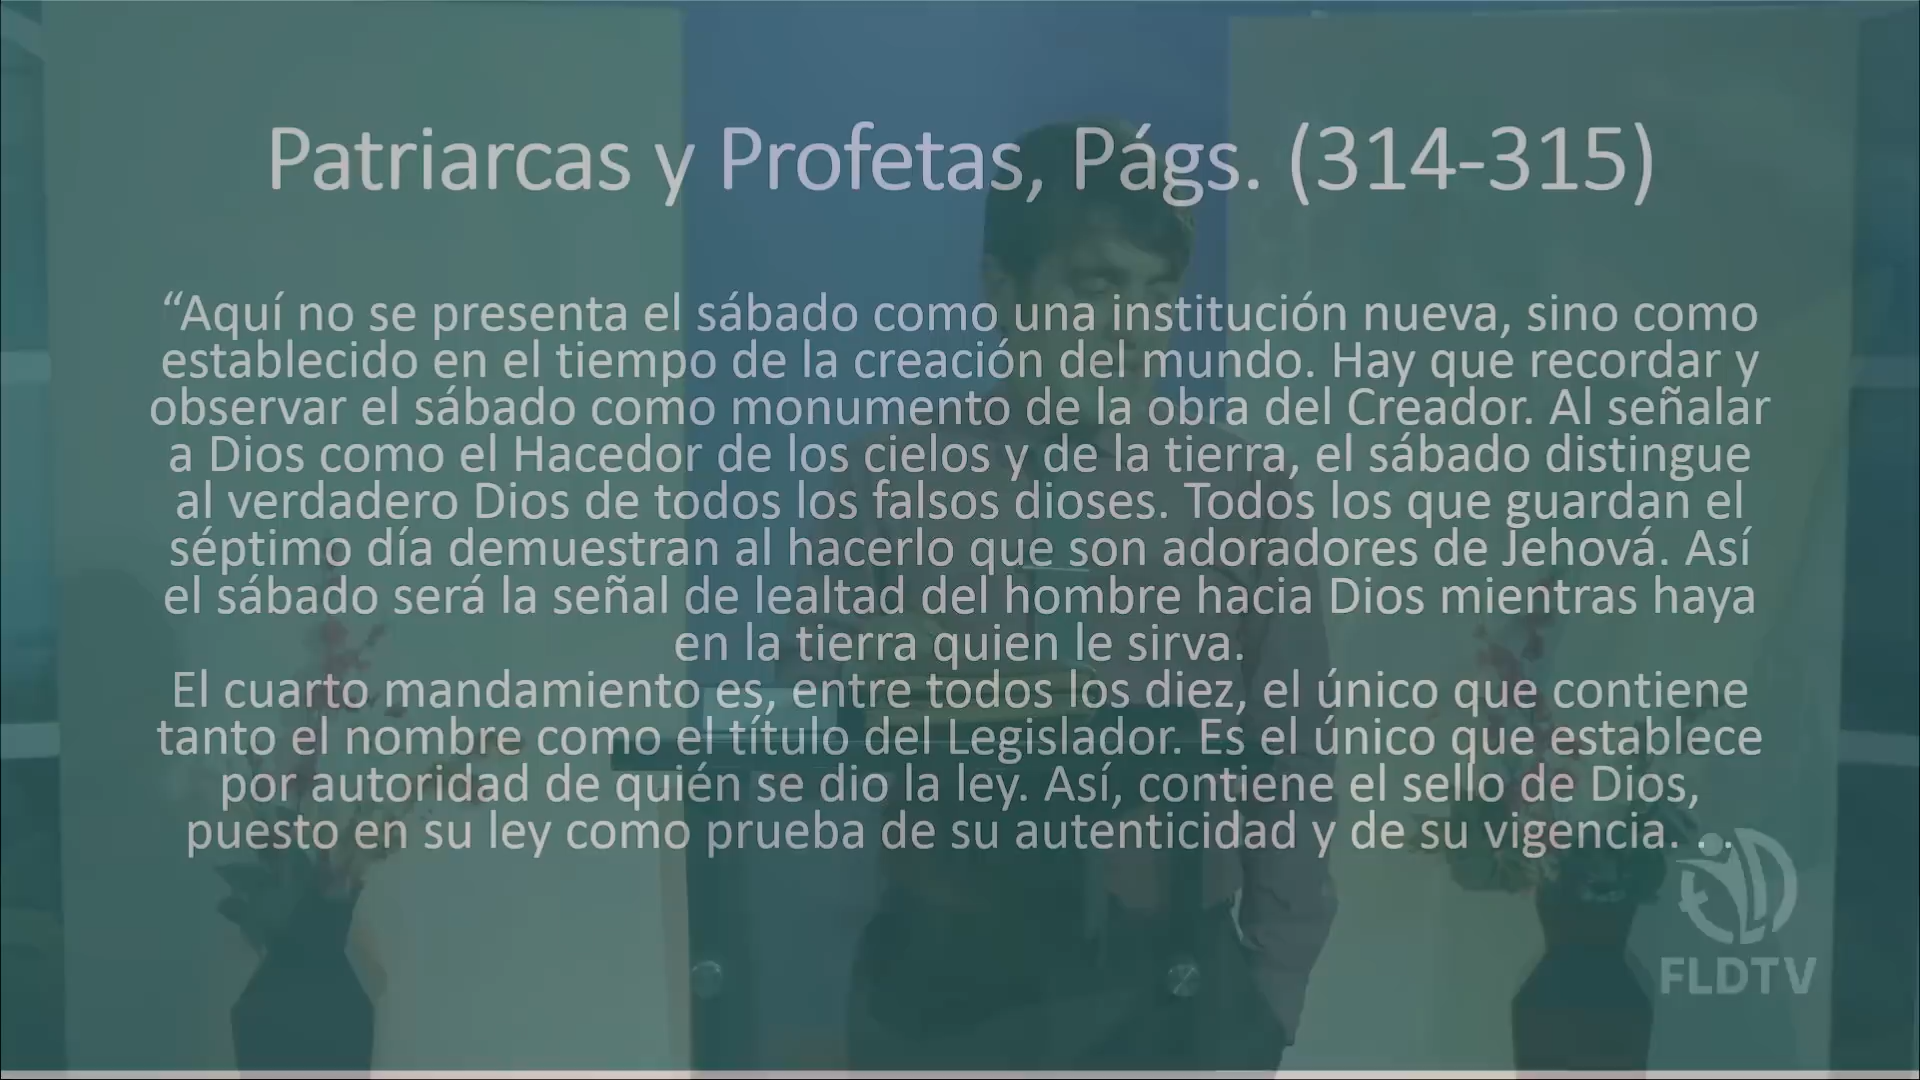 Patriarcas y Profetas, Págs. (314-315)
“Aquí no se presenta el sábado como una institución nueva, sino como
establecido en el tiempo de la creación del mundo. Hay que recordar y
observar el sábado como monumento de la obra del Creador. Al señalar
a Dios como el Hacedor de los cielos y de la tierra, el sábado distingue
al verdadero Dios de todos los falsos dioses. Todos los que guardan el
séptimo día demuestran al hacerlo que son adoradores de Jehová. Así
el sábado será la señal de lealtad del hombre hacia Dios mientras haya
en la tierra quien le sirva.
El cuarto mandamiento es, entre todos los diez, el único que contiene
tanto el nombre como el título del Legislador. Es el único que establece
por autoridad de quién se dio la ley. Así, contiene el sello de Dios,
puesto en su ley como prueba de su autenticidad y de su vigencia. . .
FLDTV